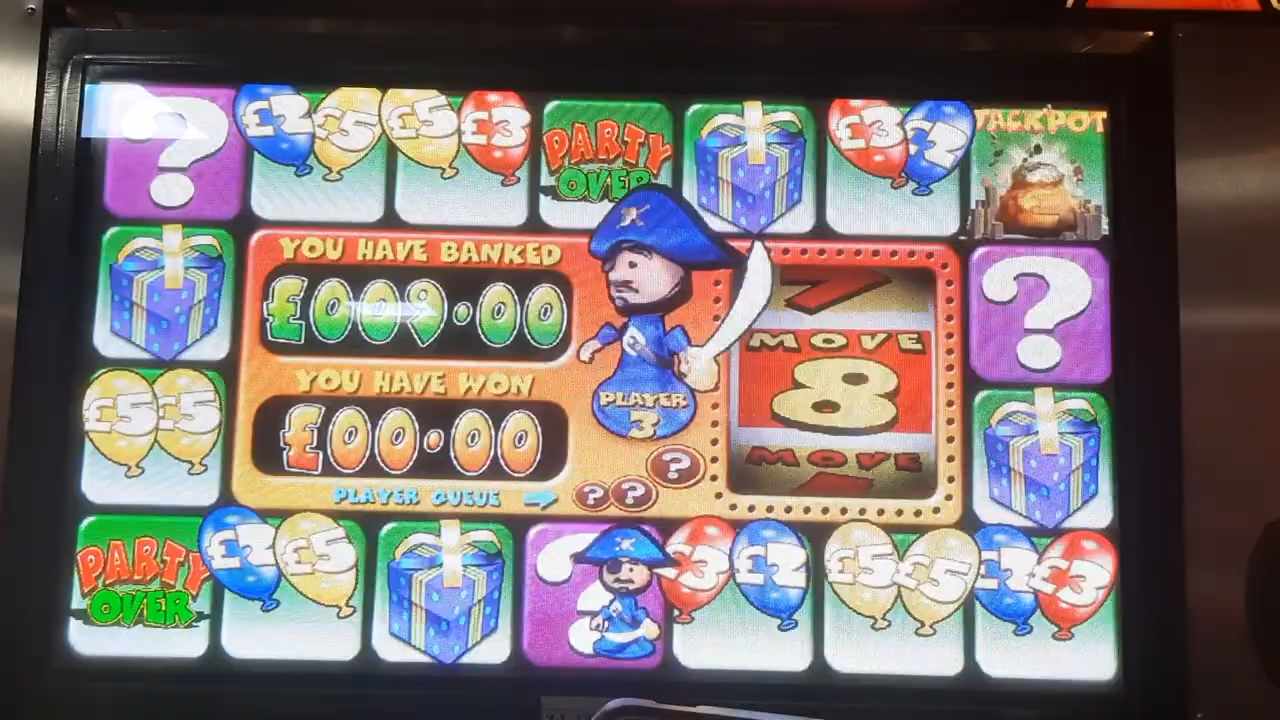 ?
£2 £5
£5 £3
PARTY
OVER
£3 £2
JACKPOT
YOU HAVE BANKED
£009.00
7
MOVE
8
?
£5 £5
YOU HAVE WON
£00.00
PLAYER
3
MOVE
PLAYER QUEUE
? ? ?
PARTY
OVER
£2 £5
?
£3 £2
£5 £5
£2 £3